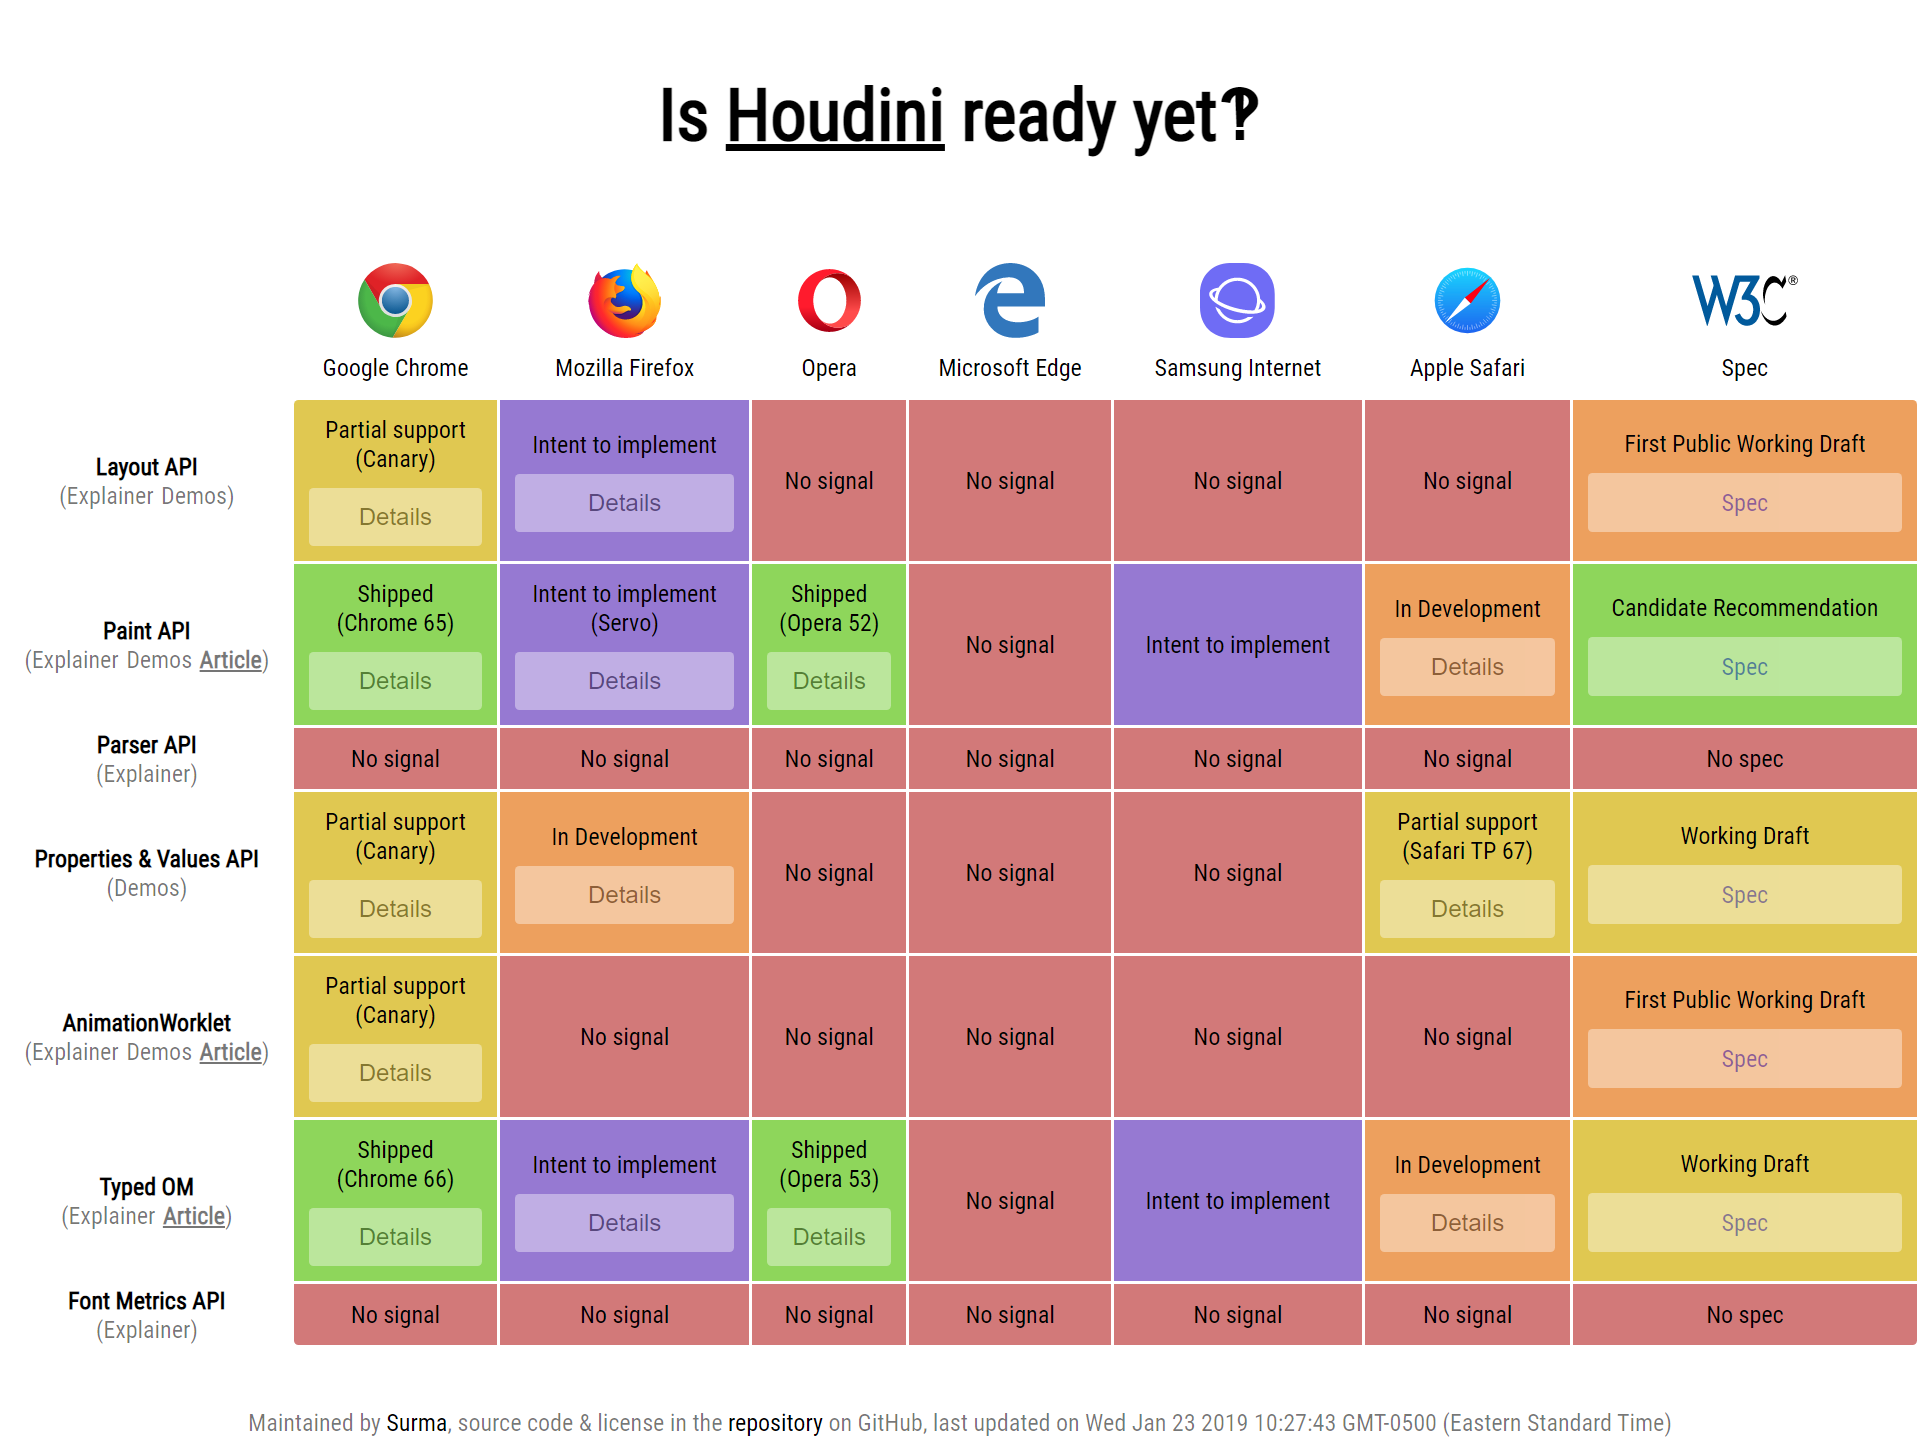 Is Houdini ready yet‽
W3C®
Google Chrome Mozilla Firefox Opera Microsoft Edge Samsung Internet Apple Safari Spec
Layout API
(Explainer Demos)
Partial support
(Canary)
Details
Intent to implement
Details
No signal
No signal
No signal
No signal
First Public Working Draft
Spec
Paint API
(Explainer Demos Article)
Shipped
(Chrome 65)
Details
Intent to implement
(Servo)
Details
Shipped
(Opera 52)
Details
No signal
Intent to implement
In Development
Details
Candidate Recommendation
Spec
Parser API
(Explainer)
No signal
No signal
No signal
No signal
No signal
No signal
No spec
Properties & Values API
(Demos)
Partial support
(Canary)
Details
In Development
Details
No signal
No signal
No signal
Partial support
(Safari TP 67)
Details
Working Draft
Spec
AnimationWorklet
(Explainer Demos Article)
Partial support
(Canary)
Details
No signal
No signal
No signal
No signal
No signal
First Public Working Draft
Spec
Typed OM
(Explainer Article)
Shipped
(Chrome 66)
Details
Intent to implement
Details
Shipped
(Opera 53)
Details
No signal
Intent to implement
In Development
Details
Working Draft
Spec
Font Metrics API
(Explainer)
No signal
No signal
No signal
No signal
No signal
No signal
No spec
Maintained by Surma, source code & license in the repository on GitHub, last updated on Wed Jan 23 2019 10:27:43 GMT-0500 (Eastern Standard Time)